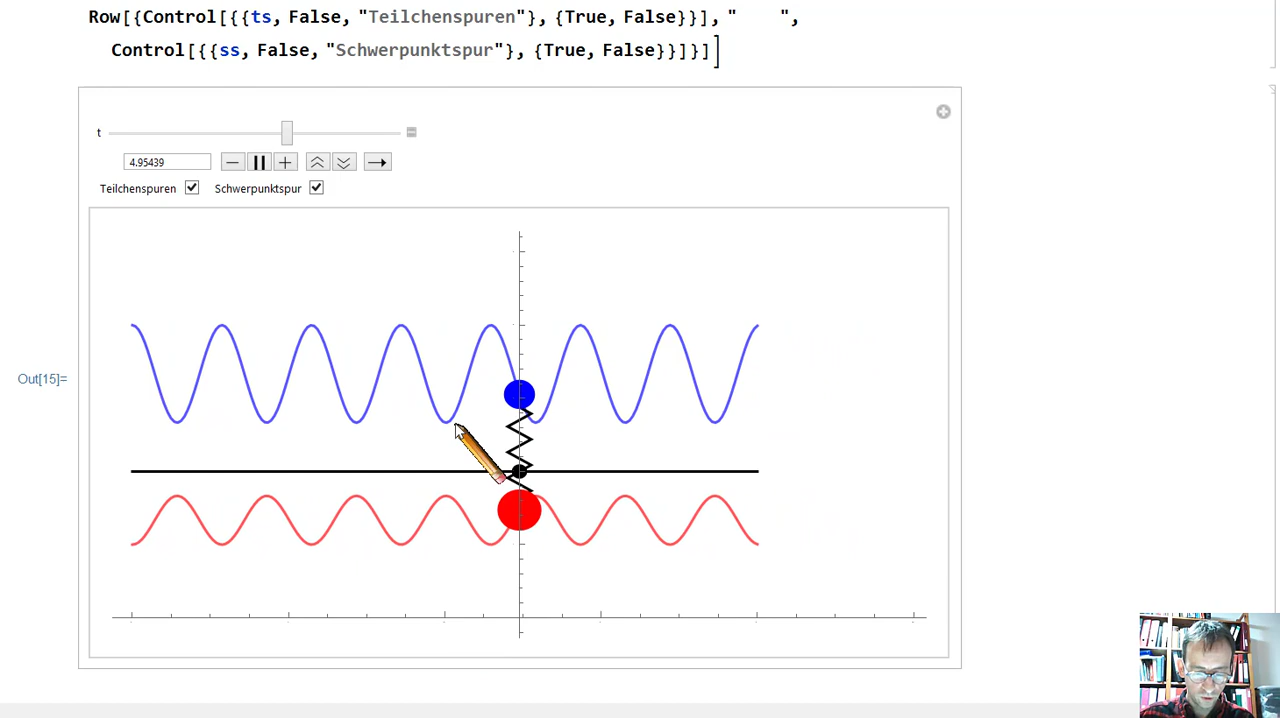 Row[{Control[{{ts, False, "Teilchenspuren"}, {True, False}}], "    ",
Control[{{ss, False, "Schwerpunktspur"}, {True, False}}]}]]
t
4.95439
Teilchenspuren Schwerpunktspur
Out[15]=